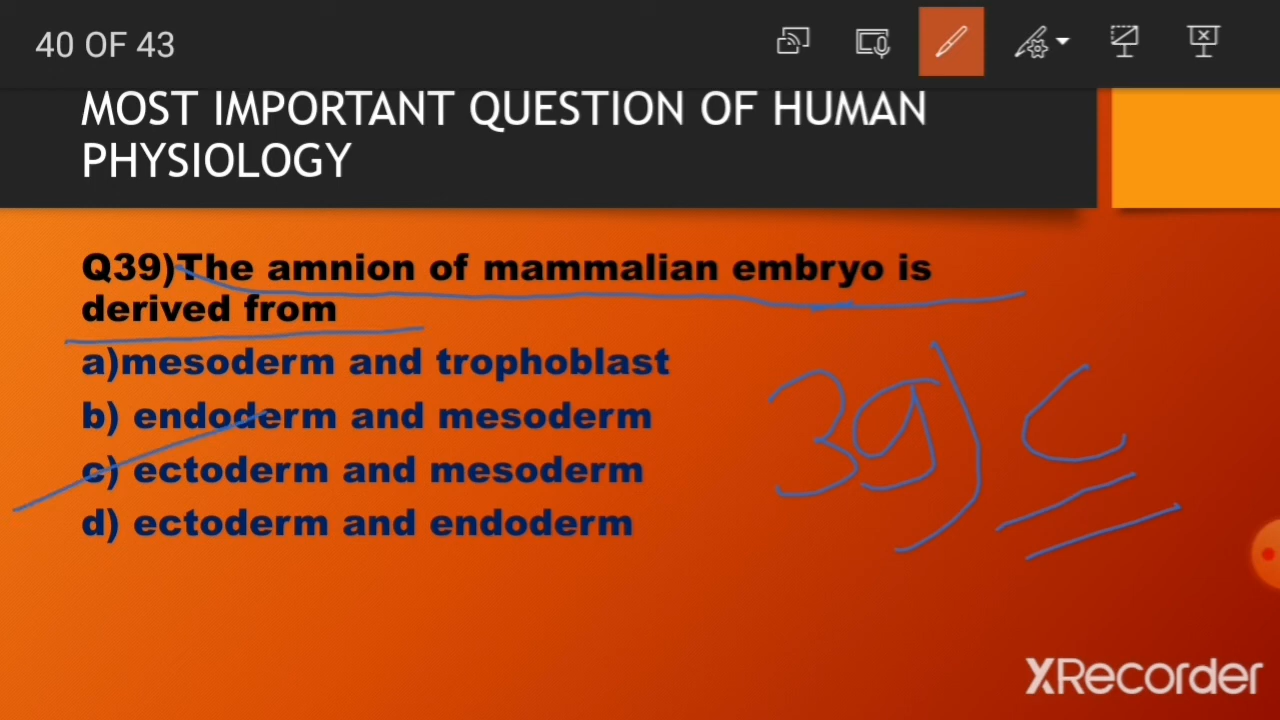 40 OF 43
MOST IMPORTANT QUESTION OF HUMAN
PHYSIOLOGY
Q39)The amnion of mammalian embryo is
derived from
a)mesoderm and trophoblast
b) endoderm and mesoderm
c) ectoderm and mesoderm
d) ectoderm and endoderm
39) c
XRecorder